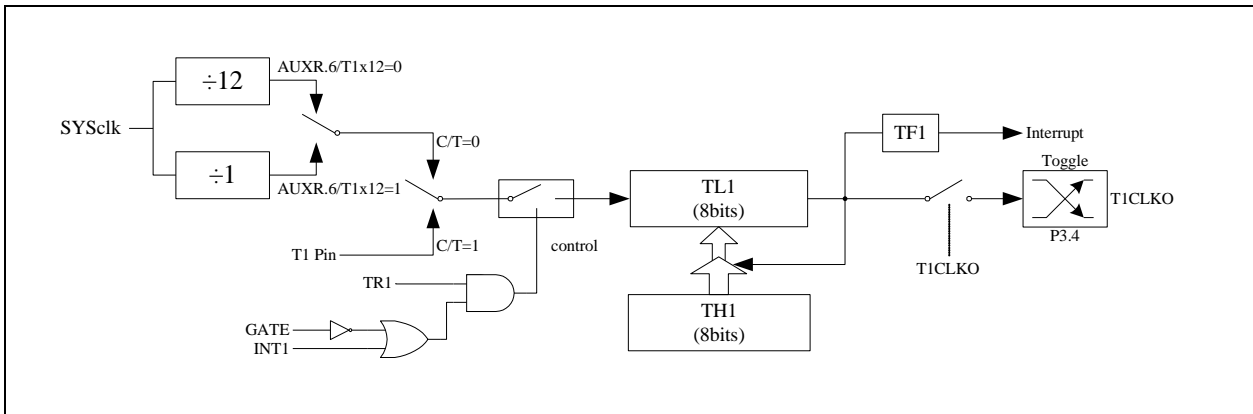 ÷12
AUXR.6/T1x12=0
SYSclk
÷1
AUXR.6/T1x12=1
C/T=0
C/T=1
T1 Pin
control
TR1
GATE
INT1
TL1
(8bits)
TH1
(8bits)
TF1
Interrupt
Toggle
T1CLKO
P3.4
T1CLKO